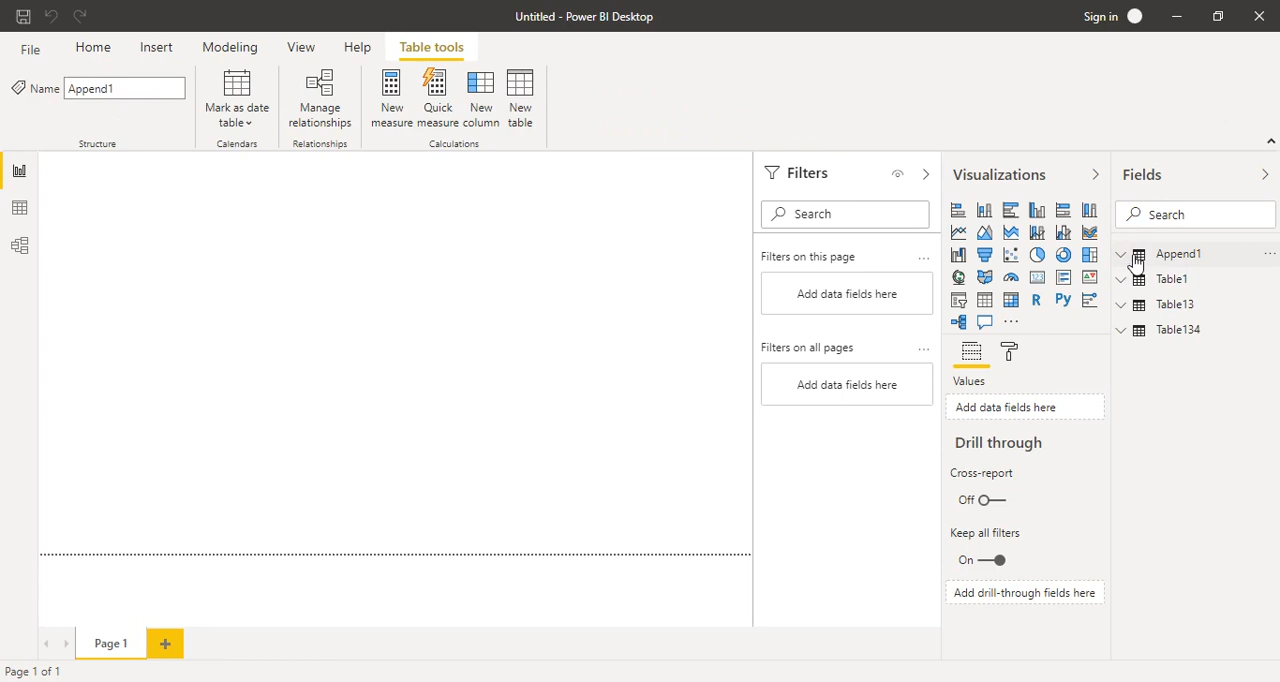 Untitled - Power BI Desktop
Sign in
File
Home
Insert
Modeling
View
Help
Table tools
Name
Append1
Mark as date
table
Manage
relationships
New
measure
Quick
measure
New
column
New
table
Structure
Calendars
Relationships
Calculations
Filters
Search
Filters on this page
...
Add data fields here
Filters on all pages
...
Add data fields here
Visualizations
123
R
Py
...
Values
Add data fields here
Drill through
Cross-report
Off
Keep all filters
On
Add drill-through fields here
Fields
Search
Append1
...
Table1
Table13
Table134
Page 1
Page 1 of 1